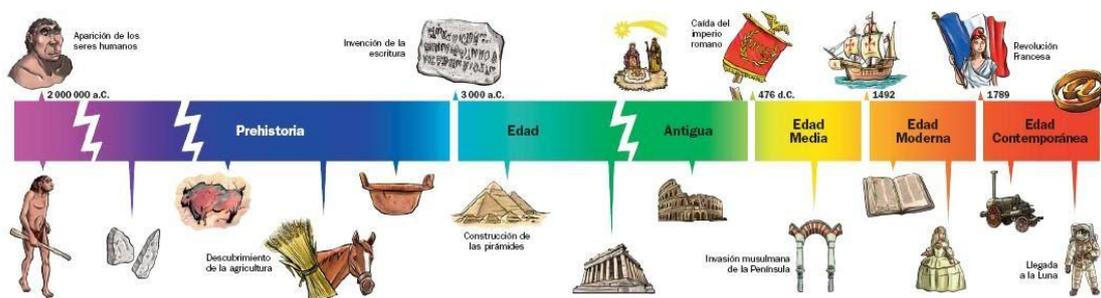 Aparición de los
seres humanos
Invención de la
escritura
Caída del
imperio
romano
Revolución
Francesa
2 000 000 a.C.
3 000 a.C.
476 d.C.
1492
1789
Prehistoria
Edad
Antigua
Edad
Media
Edad
Moderna
Edad
Contemporánea
Descubrimiento
de la agricultura
Construcción de
las pirámides
Invasión musulmana
de la Península
Llegada
a la Luna